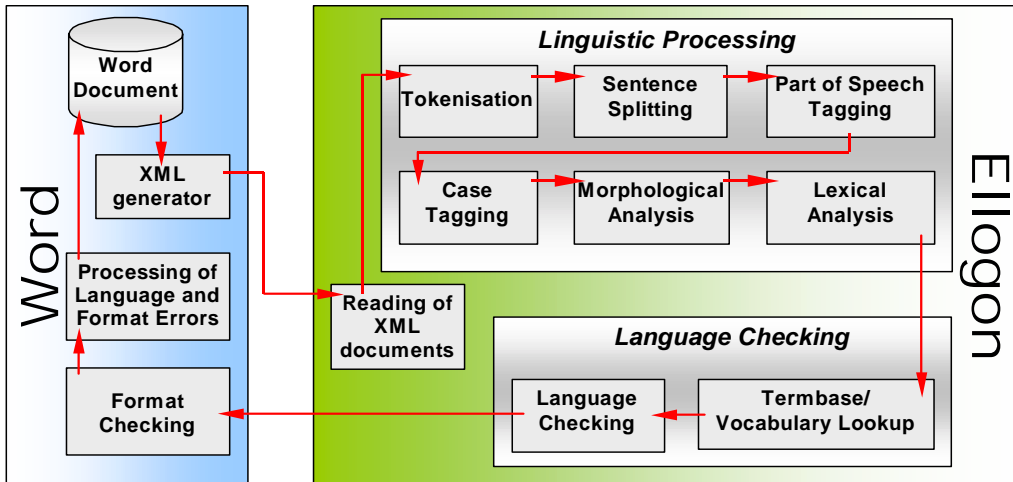 Word
Word
Document
XML
generator
Processing of
Language and
Format Errors
Format
Checking
Ellogon
Linguistic Processing
Tokenisation
Sentence
Splitting
Part of Speech
Tagging
Case
Tagging
Morphological
Analysis
Lexical
Analysis
Reading of
XML
documents
Language Checking
Language
Checking
Termbase/
Vocabulary Lookup